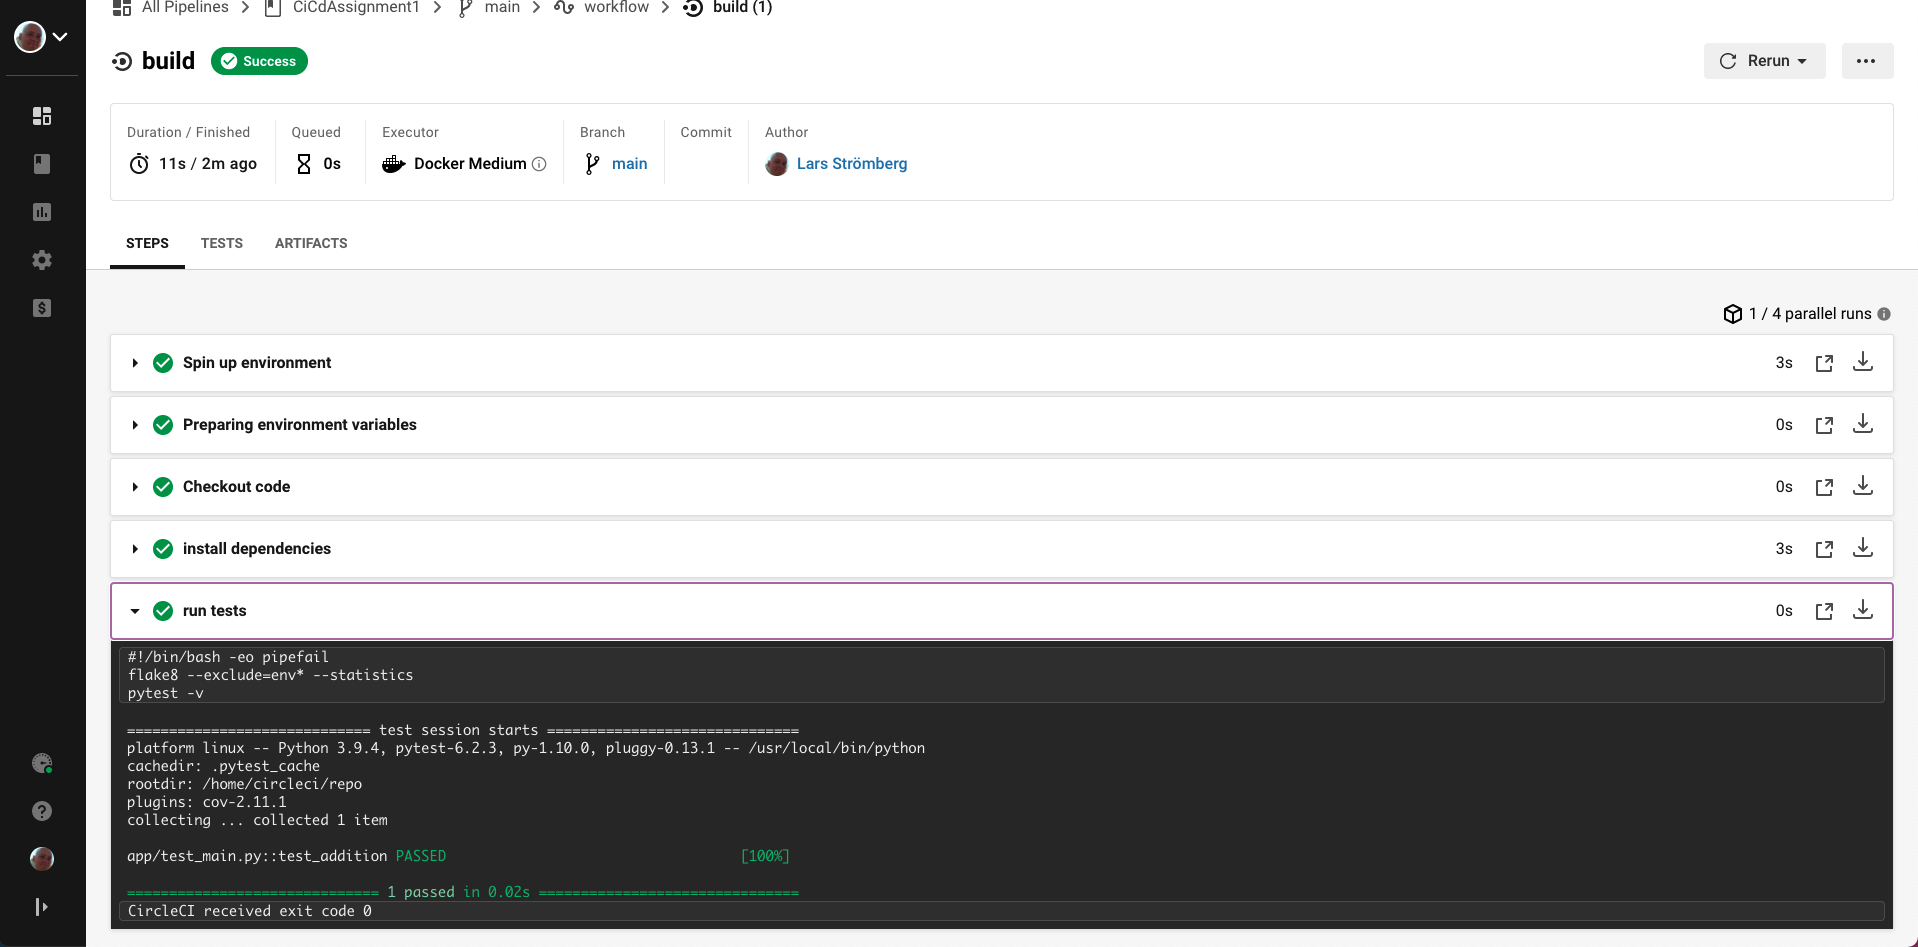 All Pipelines > CiCdAssignment1 > main > workflow > build (1)
build Success
Rerun
Duration / Finished Queued Executor Branch Commit Author
11s / 2m ago 0s Docker Medium main Lars Strömberg
STEPS TESTS ARTIFACTS
1 / 4 parallel runs
Spin up environment 3s
Preparing environment variables 0s
Checkout code 0s
install dependencies 3s
run tests 0s
#!/bin/bash -eo pipefail
flake8 --exclude=env* --statistics
pytest -v
============================= test session starts ==============================
platform linux -- Python 3.9.4, pytest-6.2.3, py-1.10.0, pluggy-0.13.1 -- /usr/local/bin/python
cachedir: .pytest_cache
rootdir: /home/circleci/repo
plugins: cov-2.11.1
collecting ... collected 1 item
app/test_main.py::test_addition PASSED [100%]
============================== 1 passed in 0.02s ===============================
CircleCI received exit code 0